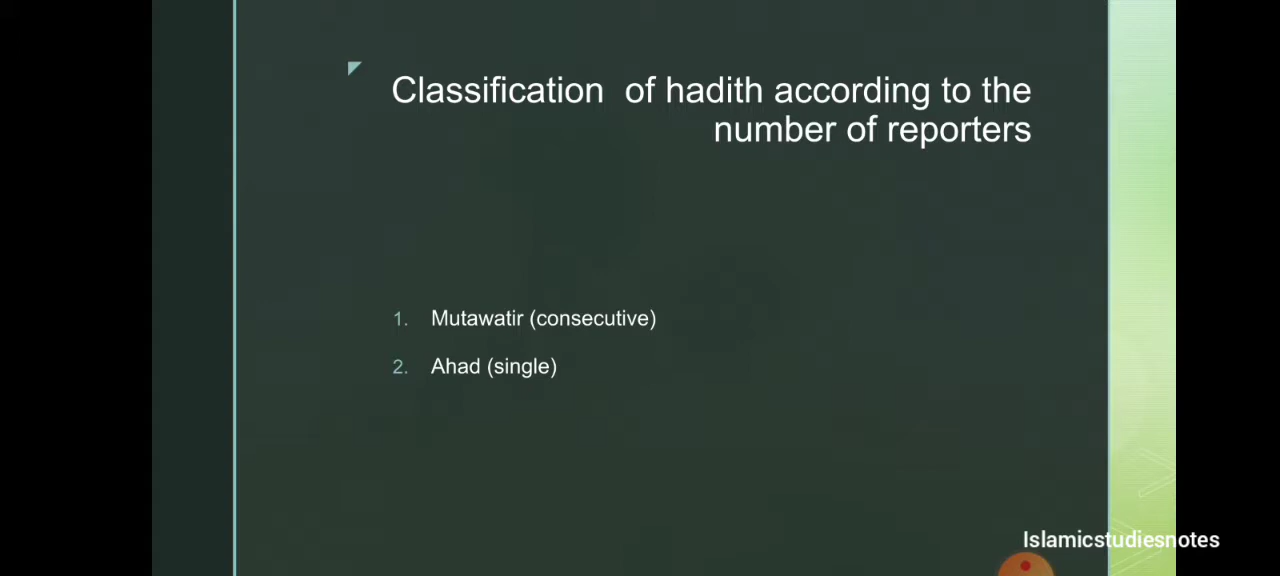 Classification of hadith according to the
number of reporters
1. Mutawatir (consecutive)
2. Ahad (single)
Islamicstudiesnotes